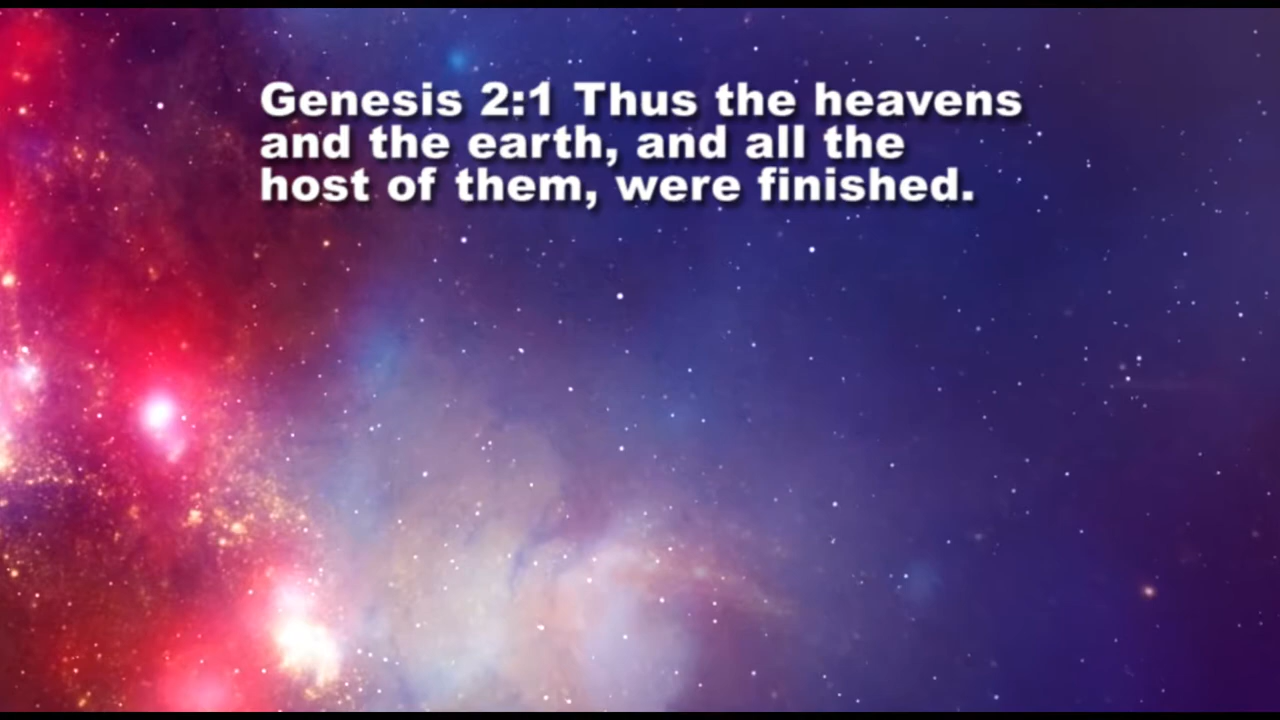 Genesis 2:1 Thus the heavens
and the earth, and all the
host of them, were finished.